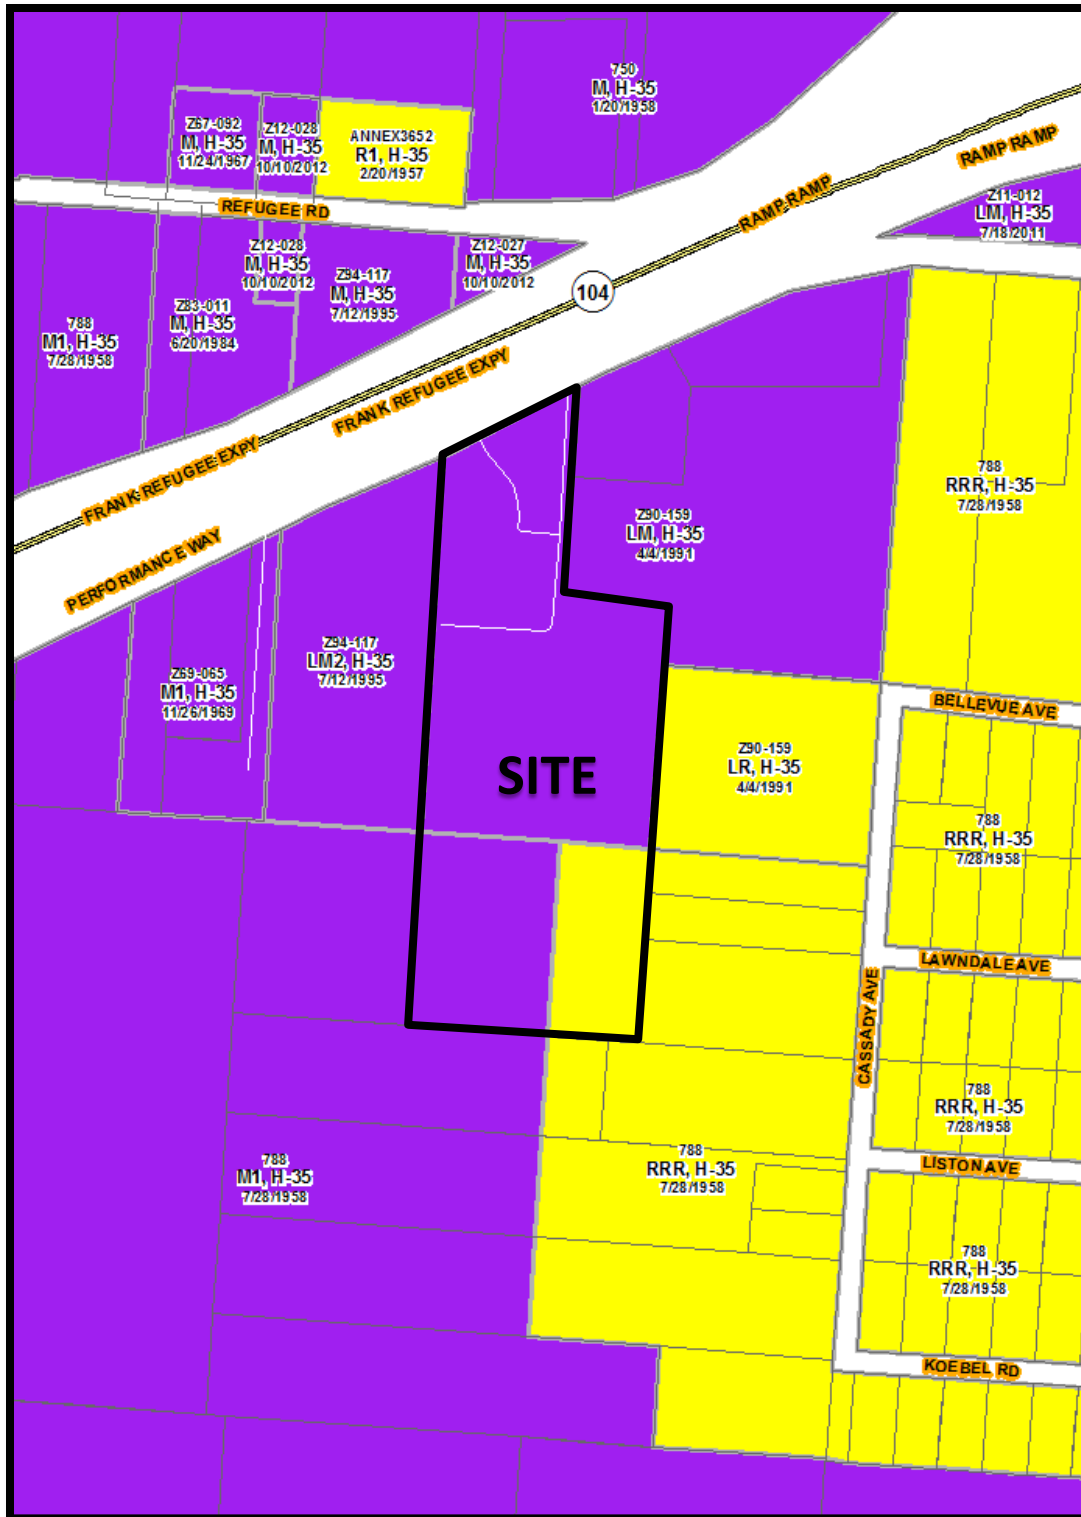 750
M, H-35
1/20/1958
Z67-092
M, H-35
11/24/1967
Z12-028
M, H-35
10/10/2012
ANNEX3652
R1, H-35
2/20/1957
RAMP RAMP
RAMP RAMP
Z11-012
LM, H-35
7/18/2011
REFUGEE RD
Z12-028
M, H-35
10/10/2012
Z94-117
M, H-35
7/12/1995
Z12-027
M, H-35
10/10/2012
104
Z83-011
M, H-35
6/20/1984
788
M1, H-35
7/28/1958
FRANK REFUGEE EXPY
FRANK REFUGEE EXPY
PERFORMANCE WAY
788
RRR, H-35
7/28/1958
Z90-159
LM, H-35
4/4/1991
Z94-117
LM2, H-35
7/12/1995
Z69-065
M1, H-35
11/26/1969
BELLEVUE AVE
SITE
Z90-159
LR, H-35
4/4/1991
788
RRR, H-35
7/28/1958
LAWNDALE AVE
CASSADY AVE
788
RRR, H-35
7/28/1958
788
M1, H-35
7/28/1958
788
RRR, H-35
7/28/1958
LISTON AVE
788
RRR, H-35
7/28/1958
KOEBEL RD